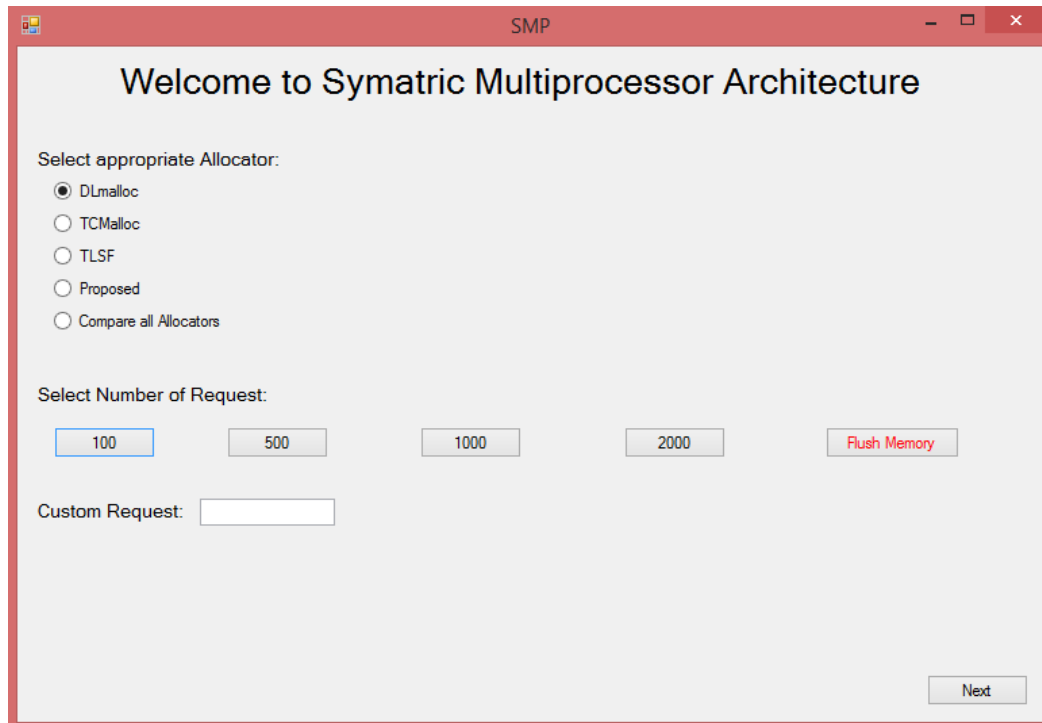 SMP
Welcome to Symatric Multiprocessor Architecture
Select appropriate Allocator:
DLmalloc
TCMalloc
TLSF
Proposed
Compare all Allocators
Select Number of Request:
100 500 1000 2000 Flush Memory
Custom Request:
Next